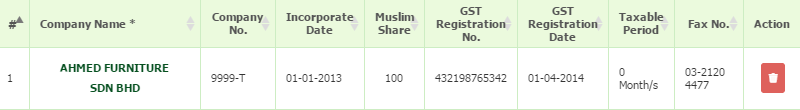 # Company Name * Company No. Incorporate Date Muslim Share GST Registration No. GST Registration Date Taxable Period Fax No. Action
1 AHMED FURNITURE SDN BHD 9999-T 01-01-2013 100 432198765342 01-04-2014 0 Month/s 03-2120 4477